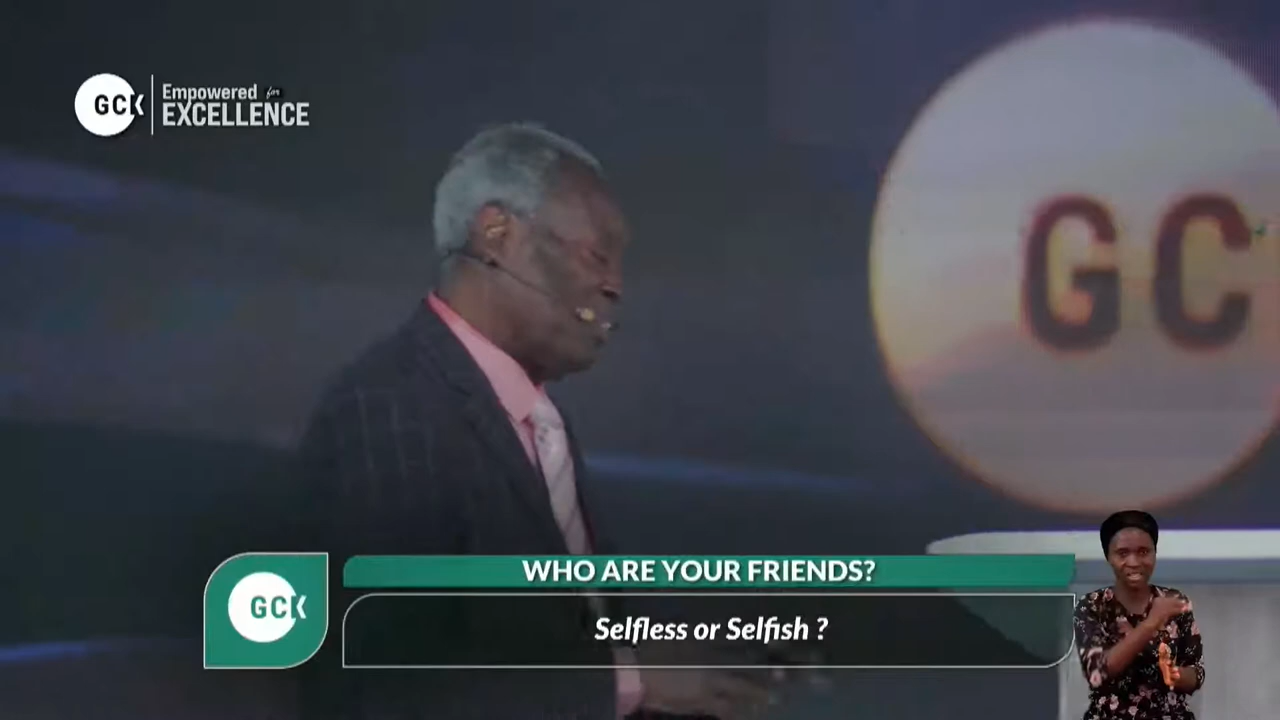 GCK
Empowered for
EXCELLENCE
GC
WHO ARE YOUR FRIENDS?
GCK
Selfless or Selfish ?